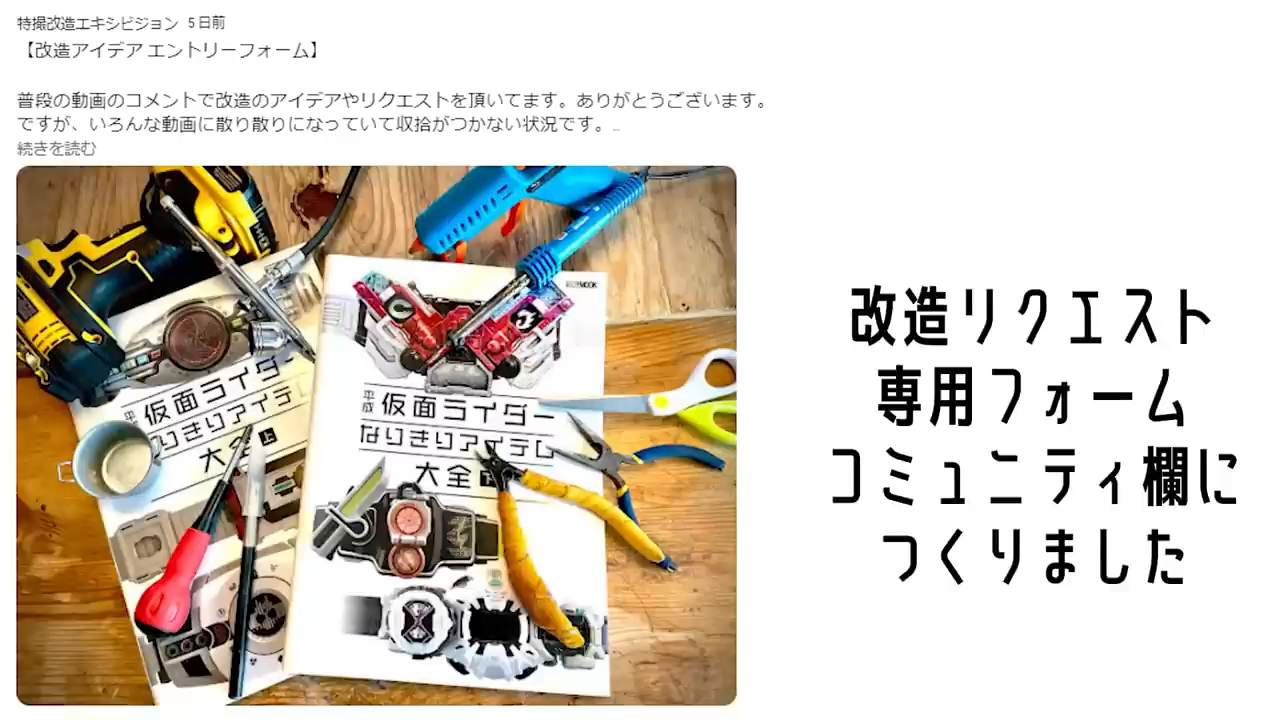 特撮改造エキシビジョン 5日前
【改造アイデア エントリーフォーム】
普段の動画のコメントで改造のアイデアやリクエストを頂いてます。ありがとうございます。
ですが、いろんな動画に散り散りになっていて収拾がつかない状況です。...
続きを読む
MOOK
平成 仮面ライダー
なりきりアイテム
大全 下
平成 仮面ライダ
りきりアイテム
大全 上
改造リクエスト
専用フォーム
コミュニティ欄に
つくりました